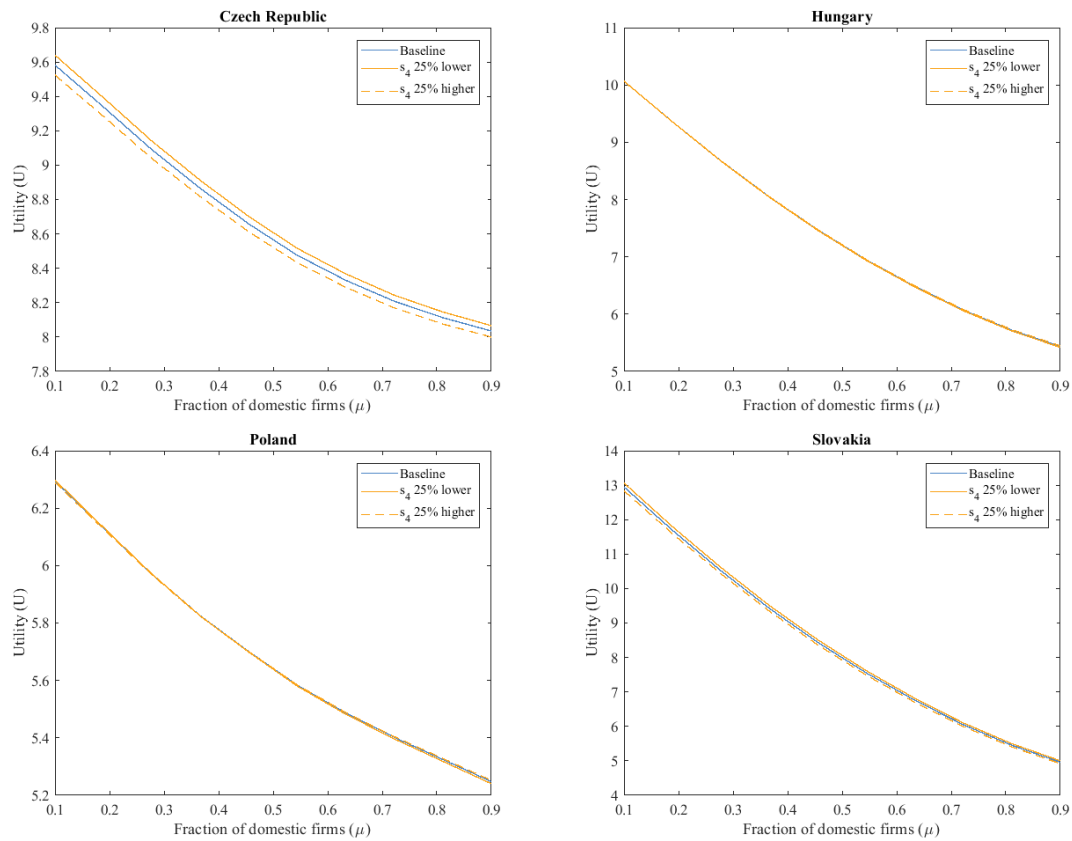 Czech Republic
9.8
9.6
9.4
9.2
9
8.8
8.6
8.4
8.2
8
7.8
Utility (U)
Baseline
s4 25% lower
s4 25% higher
0.1 0.2 0.3 0.4 0.5 0.6 0.7 0.8 0.9
Fraction of domestic firms (μ)
Hungary
11
10
9
8
7
6
5
Utility (U)
Baseline
s4 25% lower
s4 25% higher
0.1 0.2 0.3 0.4 0.5 0.6 0.7 0.8 0.9
Fraction of domestic firms (μ)
Poland
6.4
6.2
6
5.8
5.6
5.4
5.2
Utility (U)
Baseline
s4 25% lower
s4 25% higher
0.1 0.2 0.3 0.4 0.5 0.6 0.7 0.8 0.9
Fraction of domestic firms (μ)
Slovakia
14
13
12
11
10
9
8
7
6
5
4
Utility (U)
Baseline
s4 25% lower
s4 25% higher
0.1 0.2 0.3 0.4 0.5 0.6 0.7 0.8 0.9
Fraction of domestic firms (μ)